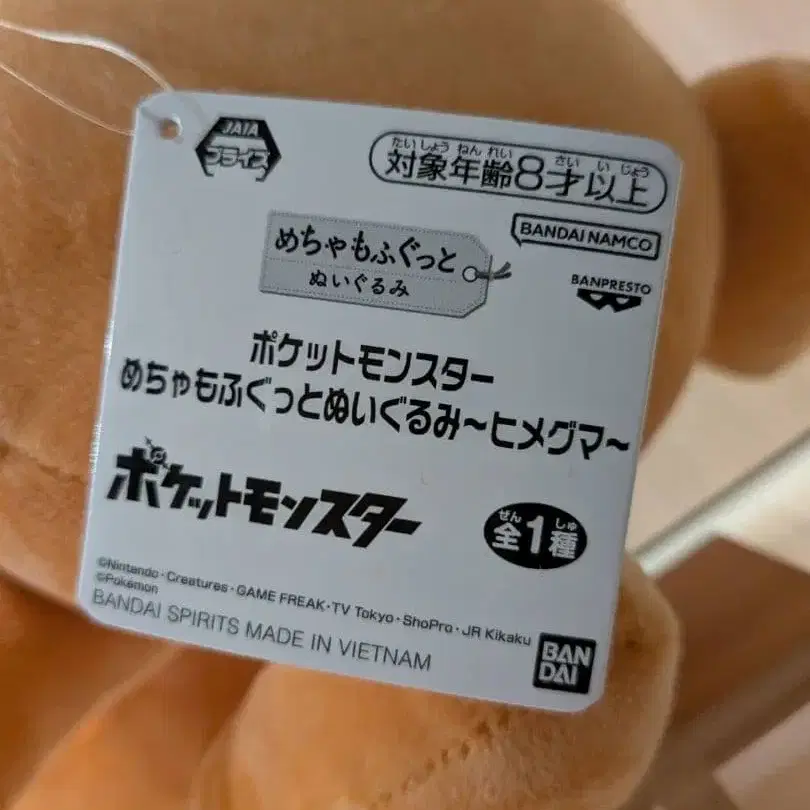 JAIA
プライズ
たいしょうねんれい さいいじょう
対象年齢8才以上
BANDAI NAMCO
めちゃもふぐっと
ぬいぐるみ
BANPRESTO
ポケットモンスター
めちゃもふぐっとぬいぐるみ〜ヒメグマ〜
ポケットモンスター
ぜん しゅ
全1種
©Nintendo・Creatures・GAME FREAK・TV Tokyo・ShoPro・JR Kikaku
©Pokémon
BANDAI SPIRITS MADE IN VIETNAM
BAN
DAI